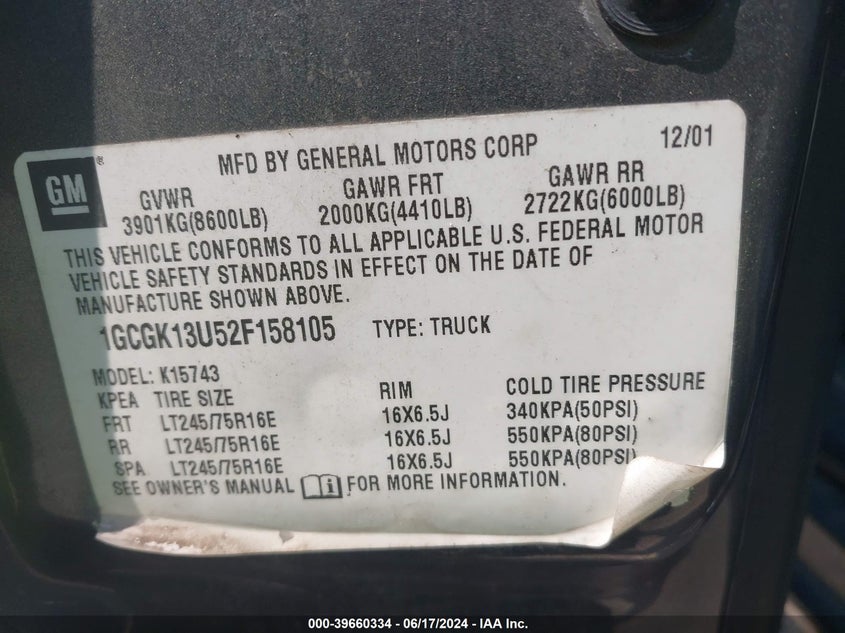 MFD BY GENERAL MOTORS CORP 12/01
GM®
GVWR GAWR FRT GAWR RR
3901KG(8600LB) 2000KG(4410LB) 2722KG(6000LB)
THIS VEHICLE CONFORMS TO ALL APPLICABLE U.S. FEDERAL MOTOR
VEHICLE SAFETY STANDARDS IN EFFECT ON THE DATE OF
MANUFACTURE SHOWN ABOVE.
1GCGK13U52F158105 TYPE: TRUCK
MODEL: K15743
KPEA TIRE SIZE RIM COLD TIRE PRESSURE
FRT LT245/75R16E 16X6.5J 340KPA(50PSI)
RR LT245/75R16E 16X6.5J 550KPA(80PSI)
SPA LT245/75R16E 16X6.5J 550KPA(80PSI)
SEE OWNER'S MANUAL FOR MORE INFORMATION.
000-39660334 - 06/17/2024 - IAA Inc.